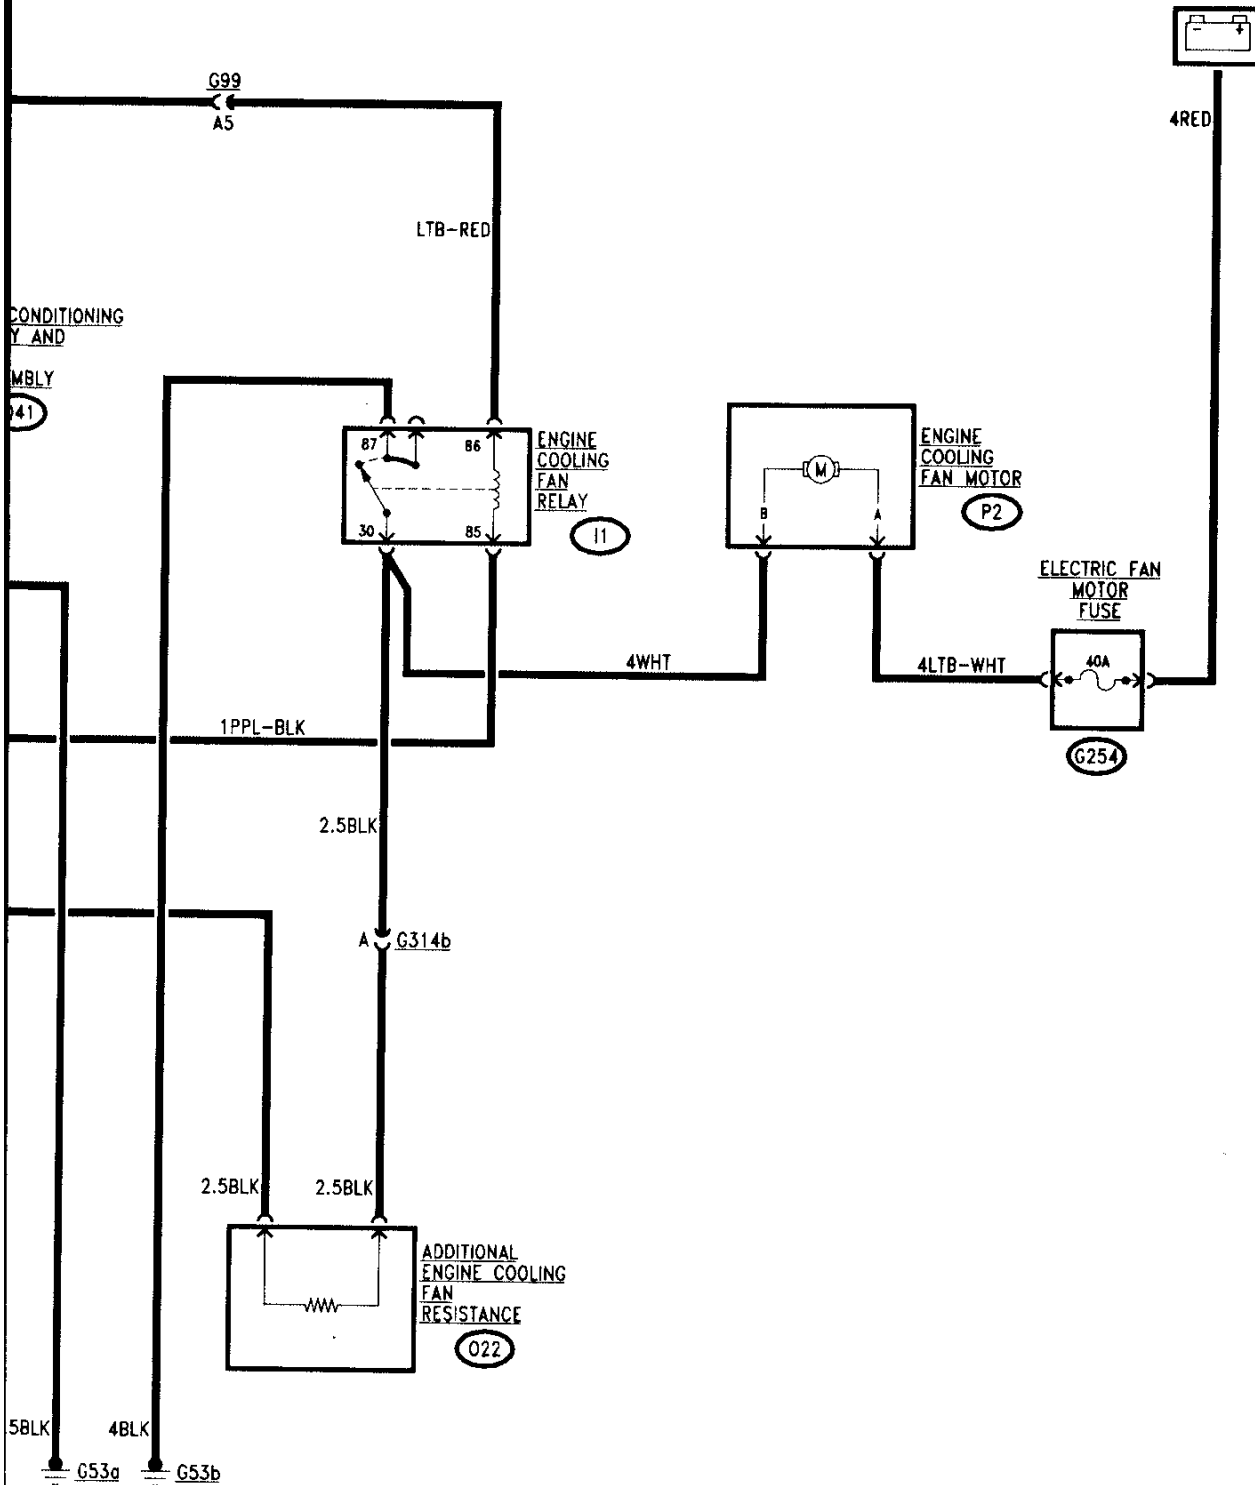 - +
G99
A5
4RED
LTB-RED
CONDITIONING
Y AND
MBLY
41
87
86
30
85
ENGINE
COOLING
FAN
RELAY
I1
M
B
A
ENGINE
COOLING
FAN MOTOR
P2
ELECTRIC FAN
MOTOR
FUSE
40A
G254
4WHT
4LTB-WHT
1PPL-BLK
2.5BLK
A
G314b
2.5BLK
2.5BLK
ADDITIONAL
ENGINE COOLING
FAN
RESISTANCE
O22
.5BLK
4BLK
G53a
G53b